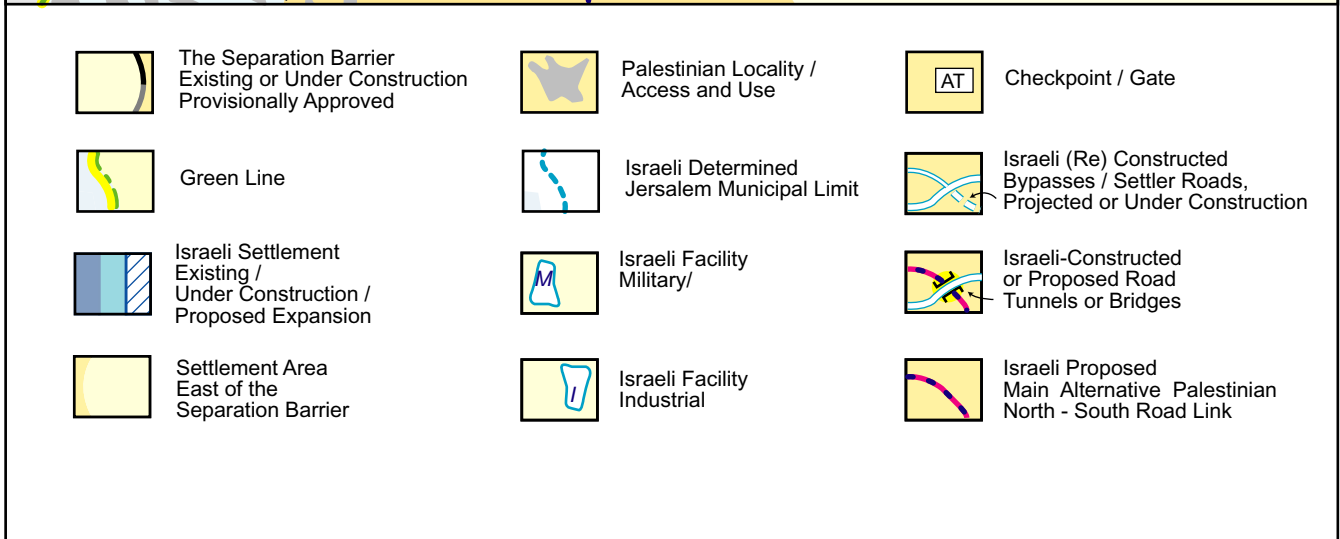 The Separation Barrier
Existing or Under Construction
Provisionally Approved
Green Line
Israeli Settlement
Existing /
Under Construction /
Proposed Expansion
Settlement Area
East of the
Separation Barrier
Palestinian Locality /
Access and Use
Israeli Determined
Jersalem Municipal Limit
M
Israeli Facility
Military/
I
Israeli Facility
Industrial
AT
Checkpoint / Gate
Israeli (Re) Constructed
Bypasses / Settler Roads,
Projected or Under Construction
Israeli-Constructed
or Proposed Road
Tunnels or Bridges
Israeli Proposed
Main Alternative Palestinian
North - South Road Link